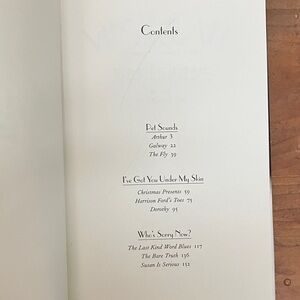 Contents
Pet Sounds
Arthur 3
Galway 22
The Fly 39
I've Got You Under My Skin
Christmas Presents 59
Harrison Ford's Toes 75
Dorothy 95
Who's Sorry Now?
The Last Kind Word Blues 117
The Bare Truth 136
Susan Is Serious 152